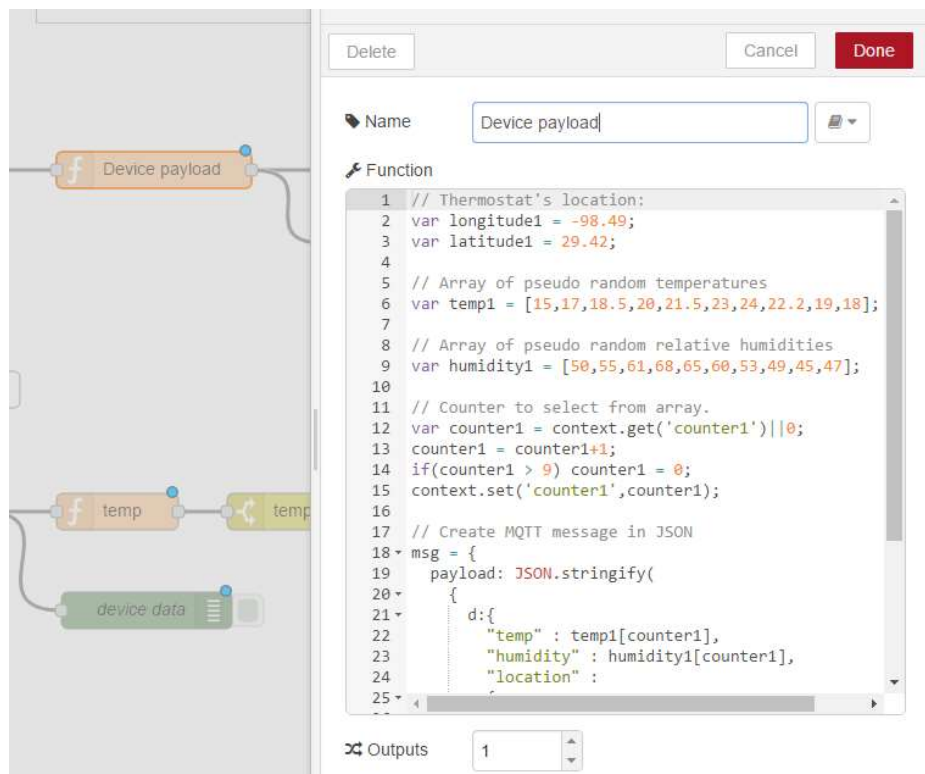 Delete
Cancel
Done
Name
Device payload
Function
Device payload
1 // Thermostat's location:
2 var longitude1 = -98.49;
3 var latitude1 = 29.42;
4
5 // Array of pseudo random temperatures
6 var temp1 = [15,17,18.5,20,21.5,23,24,22.2,19,18];
7
8 // Array of pseudo random relative humidities
9 var humidity1 = [50,55,61,68,65,60,53,49,45,47];
10
11 // Counter to select from array.
12 var counter1 = context.get('counter1')||0;
13 counter1 = counter1+1;
14 if(counter1 > 9) counter1 = 0;
15 context.set('counter1',counter1);
16
17 // Create MQTT message in JSON
18 msg = {
19 payload: JSON.stringify(
20 {
21 d:{
22 "temp" : temp1[counter1],
23 "humidity" : humidity1[counter1],
24 "location" :
25
temp
temp
device data
Outputs
1